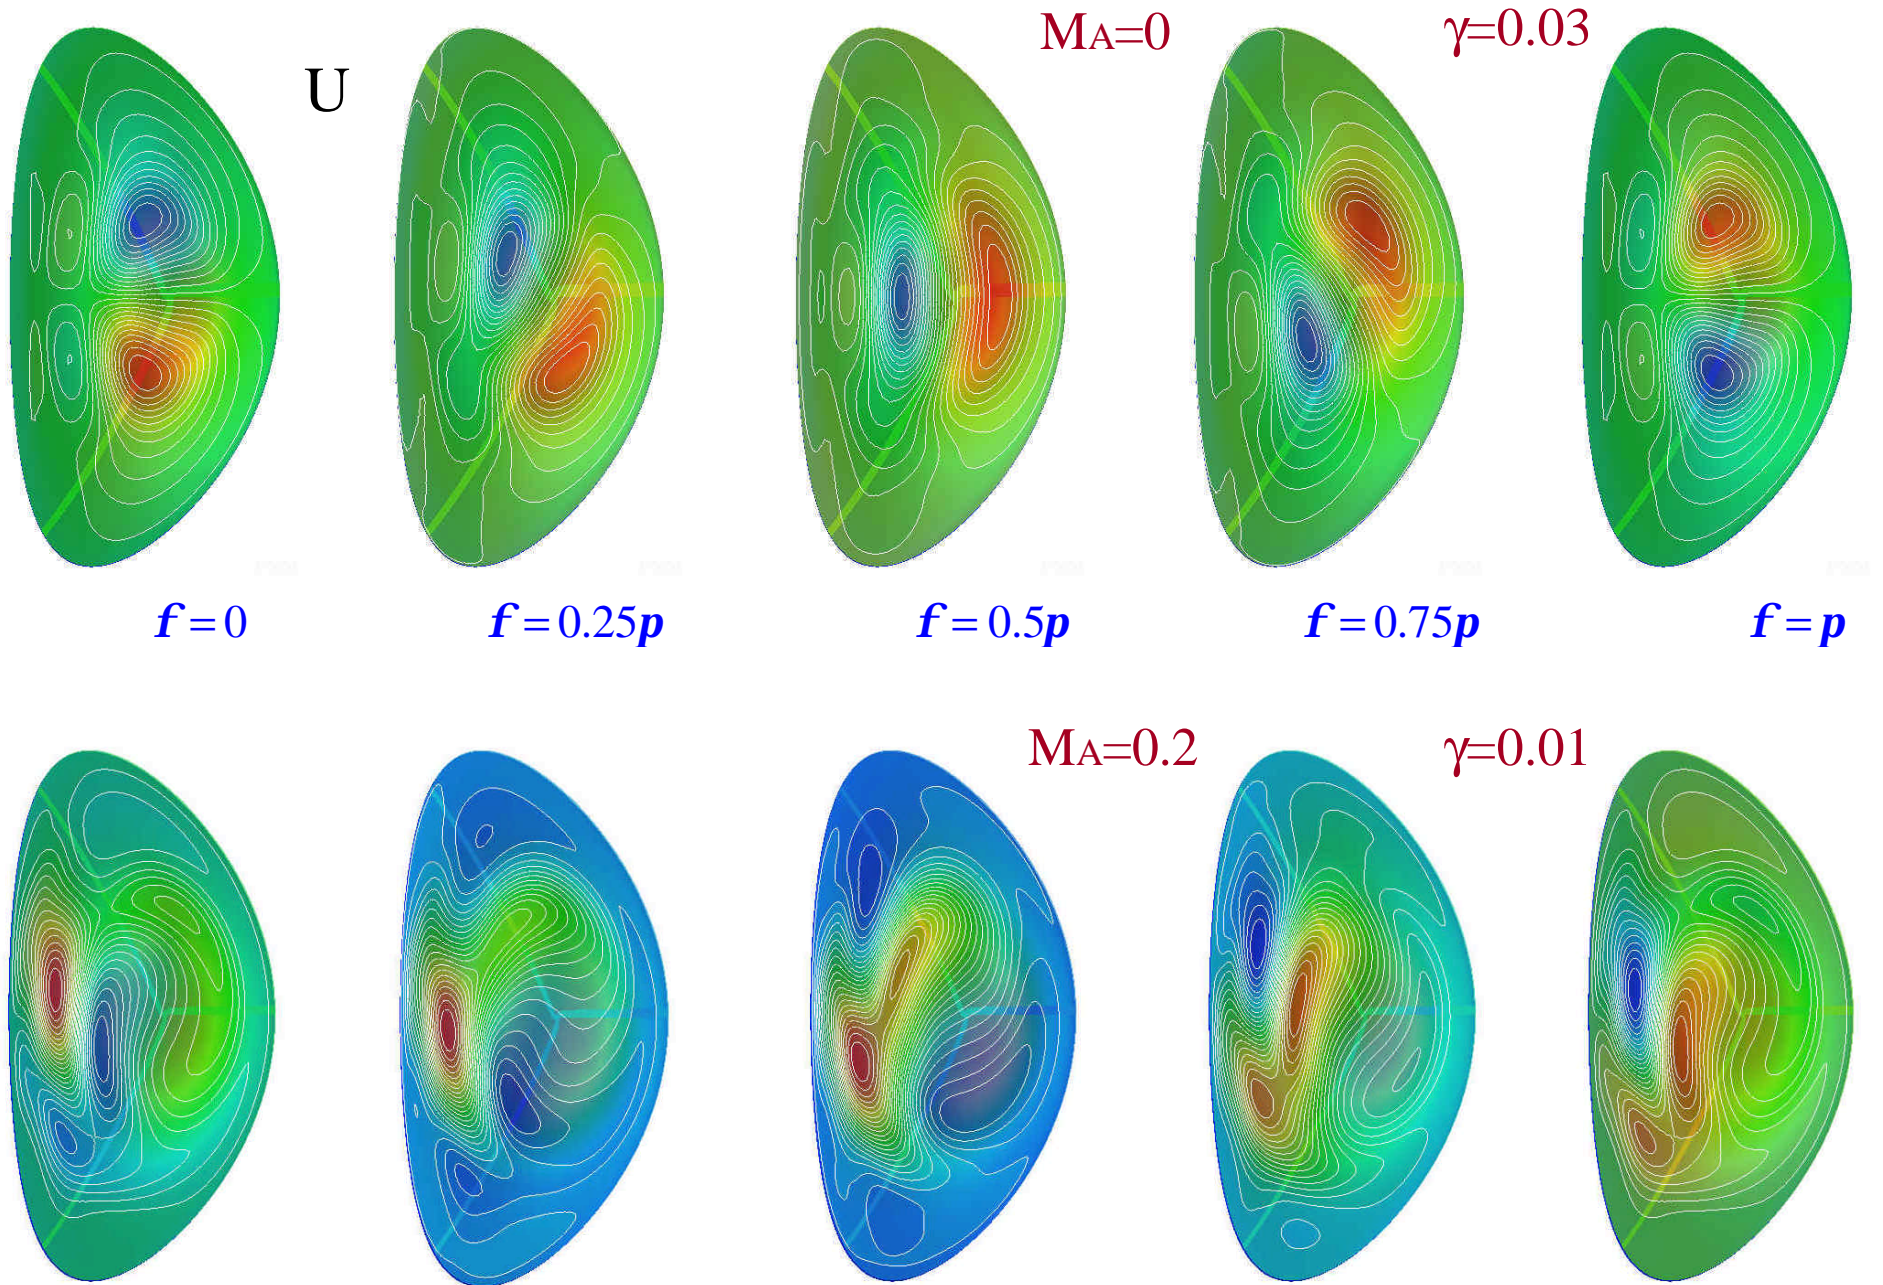 MA=0 γ=0.03
U
f = 0 f = 0.25p f = 0.5p f = 0.75p f = p
MA=0.2 γ=0.01